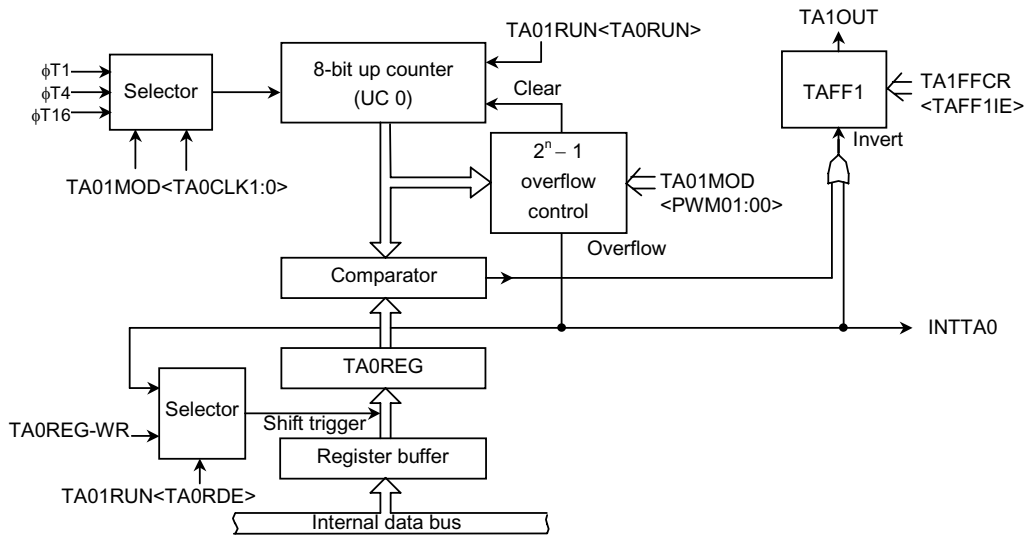 TA1OUT
TA01RUN<TA0RUN>
ϕT1
ϕT4
ϕT16
Selector
8-bit up counter
(UC 0)
Clear
TAFF1
TA1FFCR
<TAFF1IE>
Invert
TA01MOD<TA0CLK1:0>
2ⁿ – 1
overflow
control
TA01MOD
<PWM01:00>
Overflow
Comparator
INTTA0
TA0REG
Selector
Shift trigger
TA0REG-WR
Register buffer
TA01RUN<TA0RDE>
Internal data bus